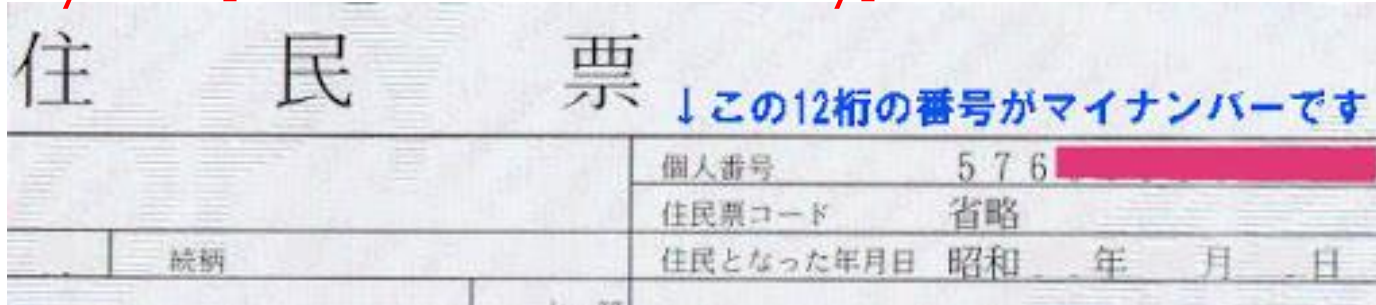 住民票
↓この12桁の番号がマイナンバーです
個人番号 576
住民票コード 省略
続柄 住民となった年月日 昭和 年 月 日